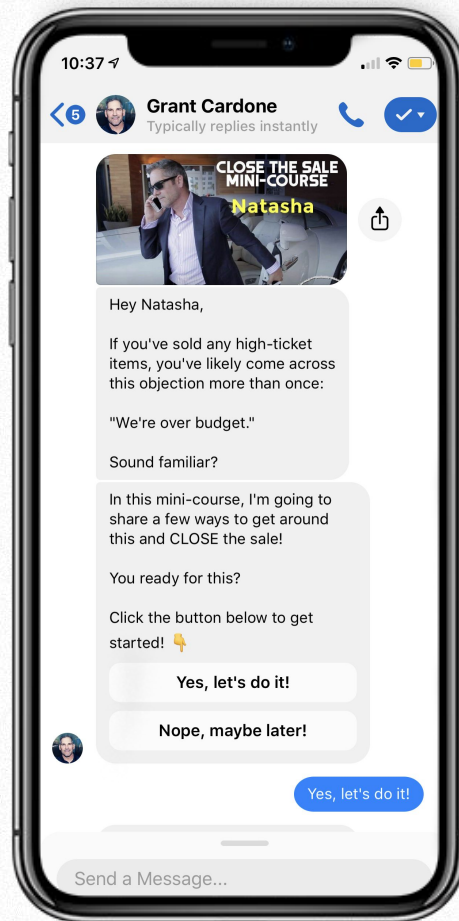 10:37
5
Grant Cardone
Typically replies instantly
CLOSE THE SALE
MINI-COURSE
Natasha
Hey Natasha,
If you've sold any high-ticket
items, you've likely come across
this objection more than once:
"We're over budget."
Sound familiar?
In this mini-course, I'm going to
share a few ways to get around
this and CLOSE the sale!
You ready for this?
Click the button below to get
started! 👇
Yes, let's do it!
Nope, maybe later!
Yes, let's do it!
Send a Message...